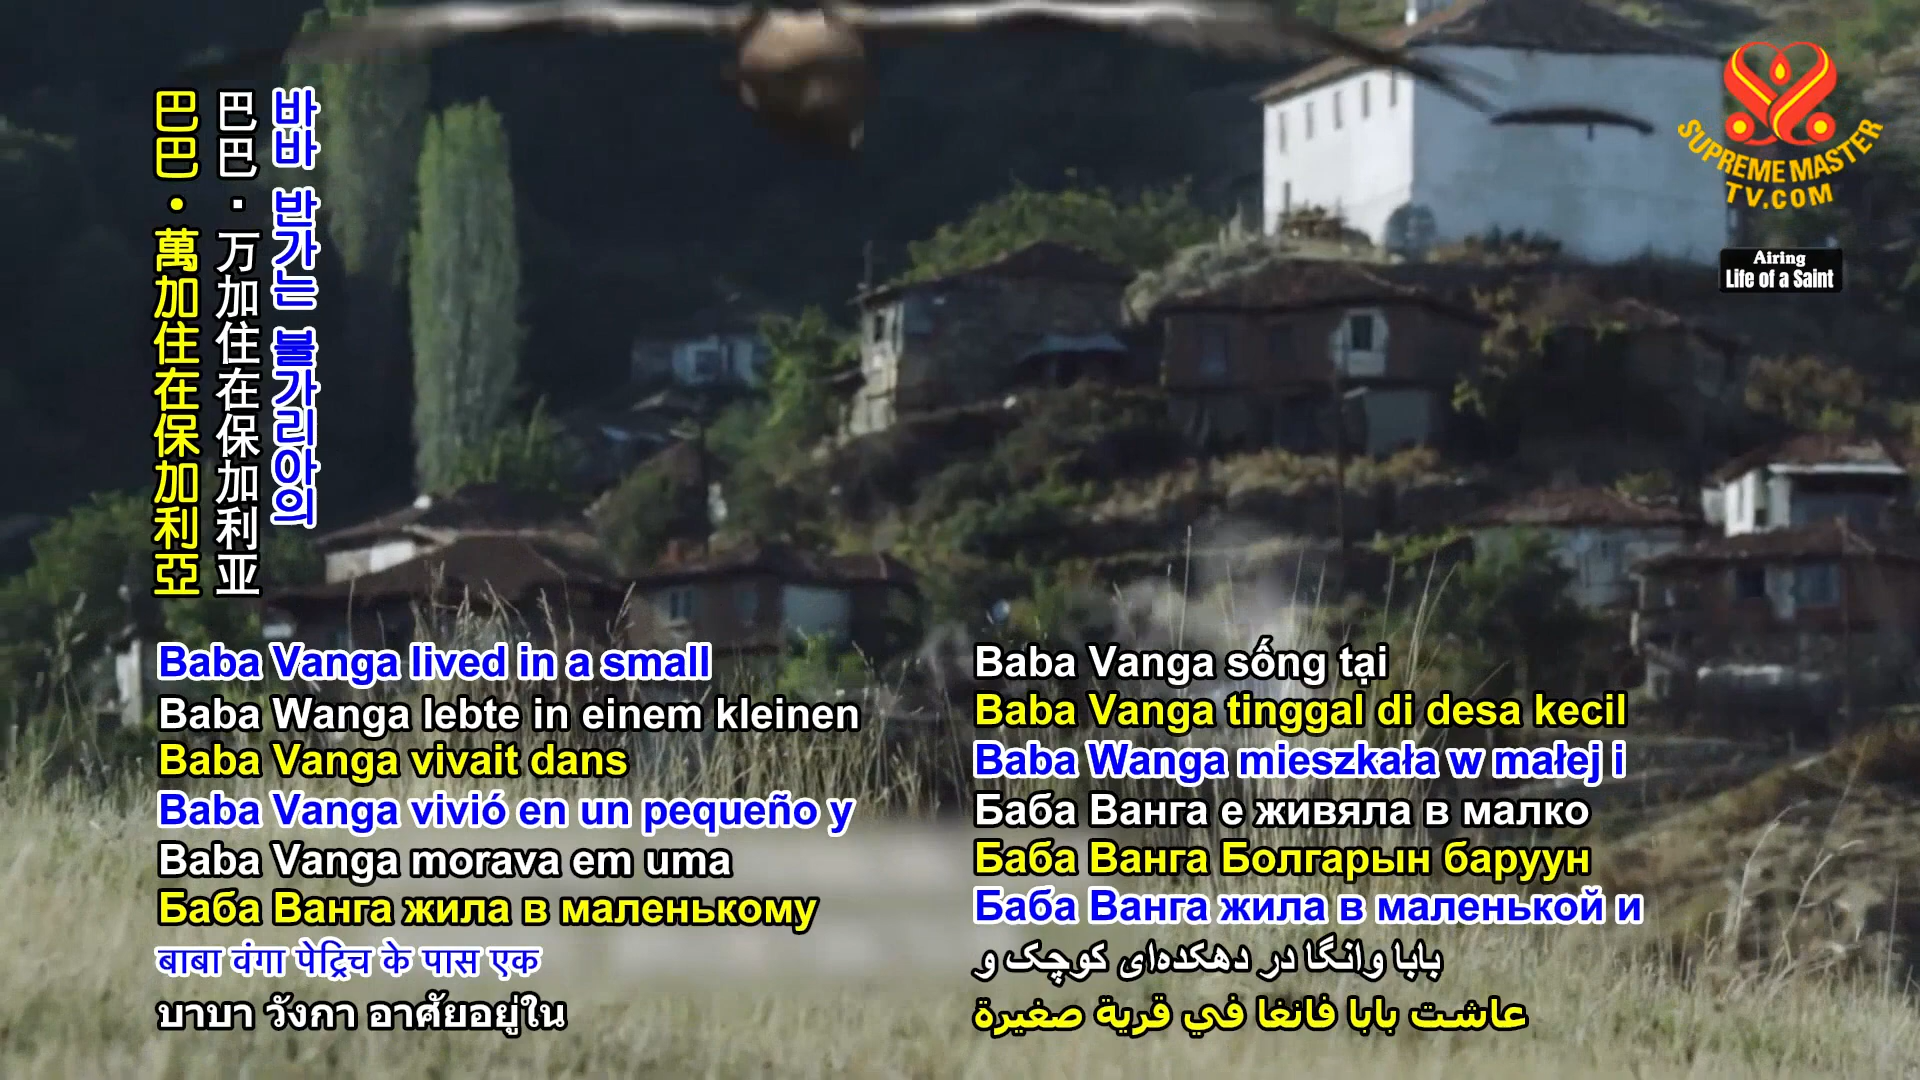 巴巴・萬加住在保加利亞
巴巴·万加住在保加利亚
바바 반가는 불가리아의
SUPREME MASTER
TV.COM
Airing
Life of a Saint
Baba Vanga lived in a small
Baba Wanga lebte in einem kleinen
Baba Vanga vivait dans
Baba Vanga vivió en un pequeño y
Baba Vanga morava em uma
Баба Ванга жила в маленькому
बाबा वंगा पेट्रिच के पास एक
บาบา วังกา อาศัยอยู่ใน
Baba Vanga sống tại
Baba Vanga tinggal di desa kecil
Baba Wanga mieszkała w małej i
Баба Ванга е живяла в малко
Баба Ванга Болгарын баруун
Баба Ванга жила в маленькой и
بابا وانگا در دهکده‌ای کوچک و
عاشت بابا فانغا في قرية صغيرة